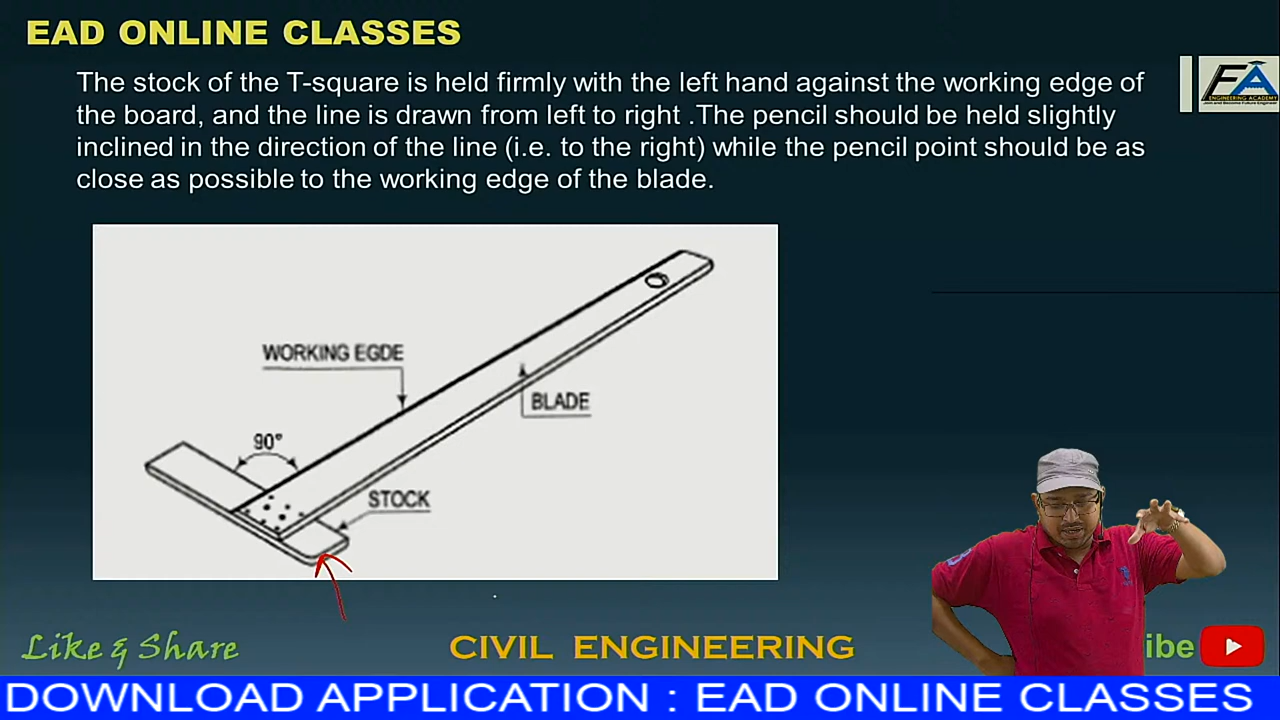 EAD ONLINE CLASSES
The stock of the T-square is held firmly with the left hand against the working edge of
the board, and the line is drawn from left to right .The pencil should be held slightly
inclined in the direction of the line (i.e. to the right) while the pencil point should be as
close as possible to the working edge of the blade.
FA
ENGINEERING ACADEMY
WORKING EGDE
BLADE
90°
STOCK
Like & Share
CIVIL ENGINEERING
ibe
DOWNLOAD APPLICATION : EAD ONLINE CLASSES